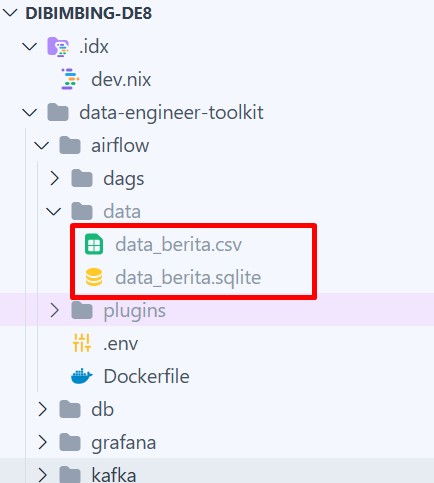 DIBIMBING-DE8
.idx
dev.nix
data-engineer-toolkit
airflow
dags
data
data_berita.csv
data_berita.sqlite
plugins
.env
Dockerfile
db
grafana
kafka